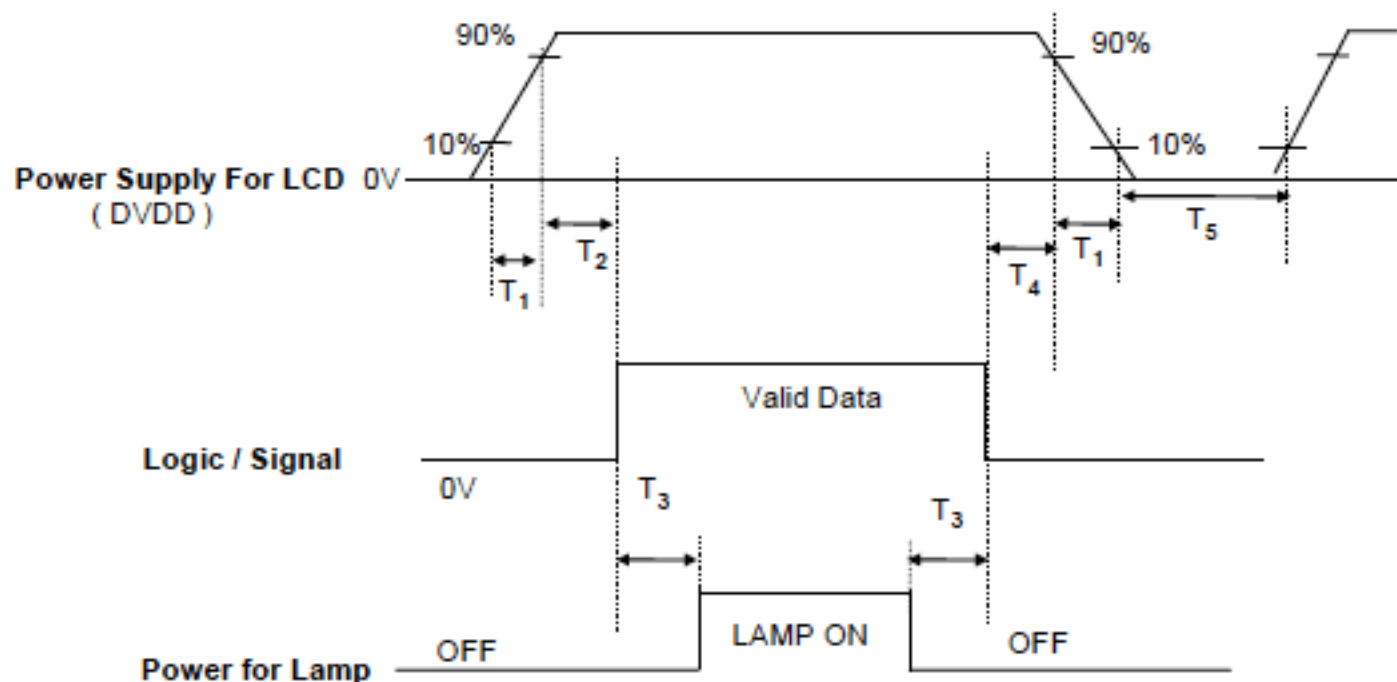 90%
90%
10%
10%
Power Supply For LCD 0V
( DVDD )
T2
T1
T5
T1
T4
Valid Data
Logic / Signal
0V
T3
T3
LAMP ON
OFF
OFF
Power for Lamp